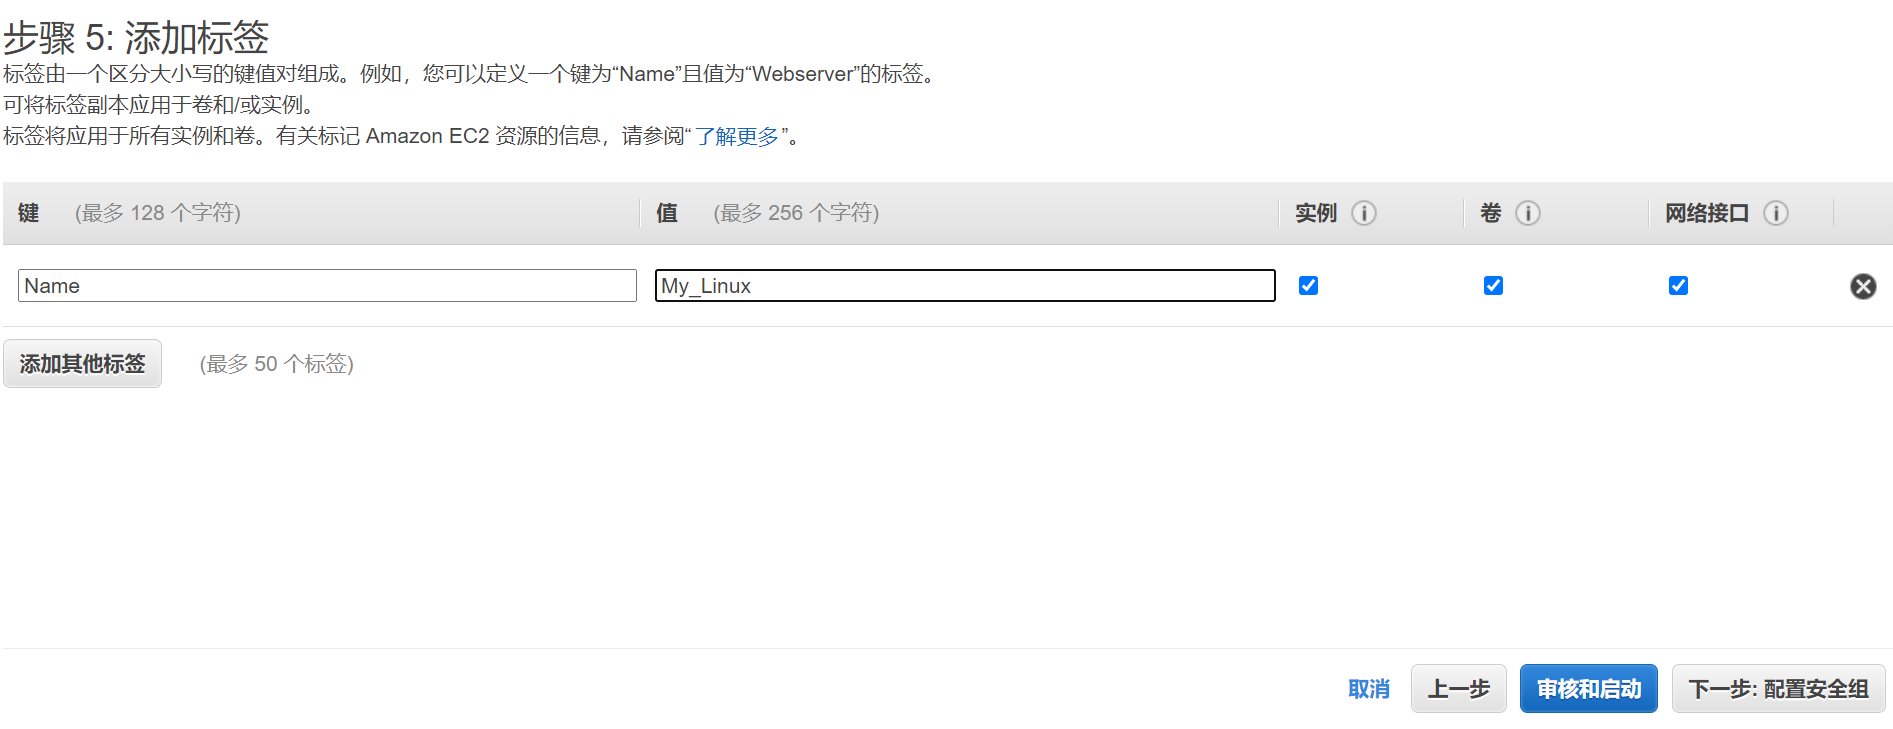 步骤 5: 添加标签
标签由一个区分大小写的键值对组成。例如，您可以定义一个键为“Name”且值为“Webserver”的标签。
可将标签副本应用于卷和/或实例。
标签将应用于所有实例和卷。有关标记 Amazon EC2 资源的信息，请参阅“了解更多”。
键 (最多 128 个字符) 值 (最多 256 个字符) 实例 卷 网络接口
Name My_Linux
添加其他标签 (最多 50 个标签)
取消 上一步 审核和启动 下一步: 配置安全组